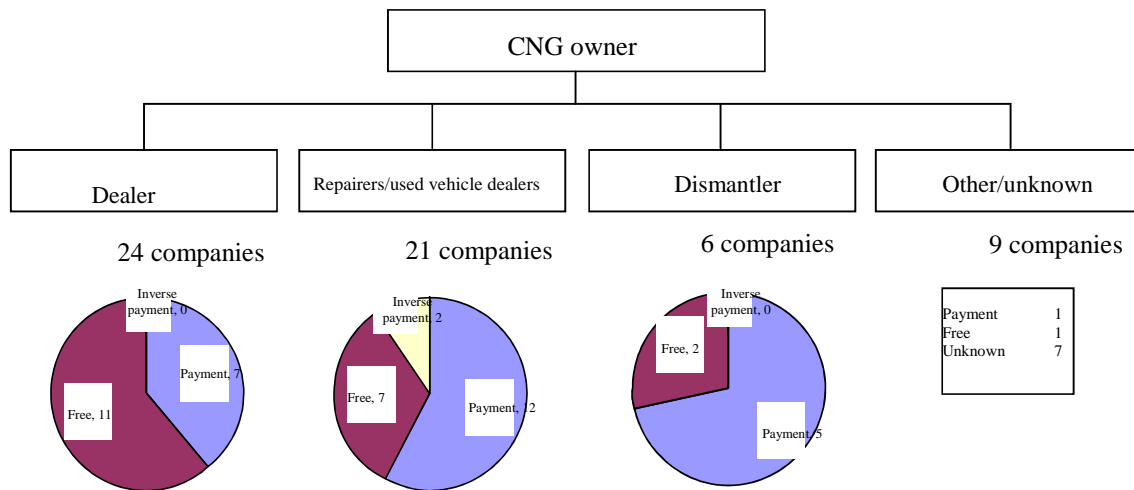 CNG owner
Dealer
Repairers/used vehicle dealers
Dismantler
Other/unknown
24 companies
21 companies
6 companies
9 companies
Inverse
payment, 0
Payment, 7
Free, 11
Inverse
payment, 2
Free, 7
Payment, 12
Inverse
payment, 0
Free, 2
Payment, 5
Payment 1
Free 1
Unknown 7